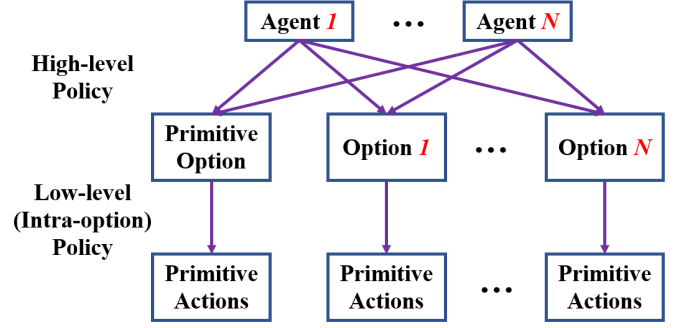 Agent 1 ... Agent N
High-level
Policy
Primitive
Option
Option 1 ... Option N
Low-level
(Intra-option)
Policy
Primitive
Actions
Primitive
Actions
...
Primitive
Actions